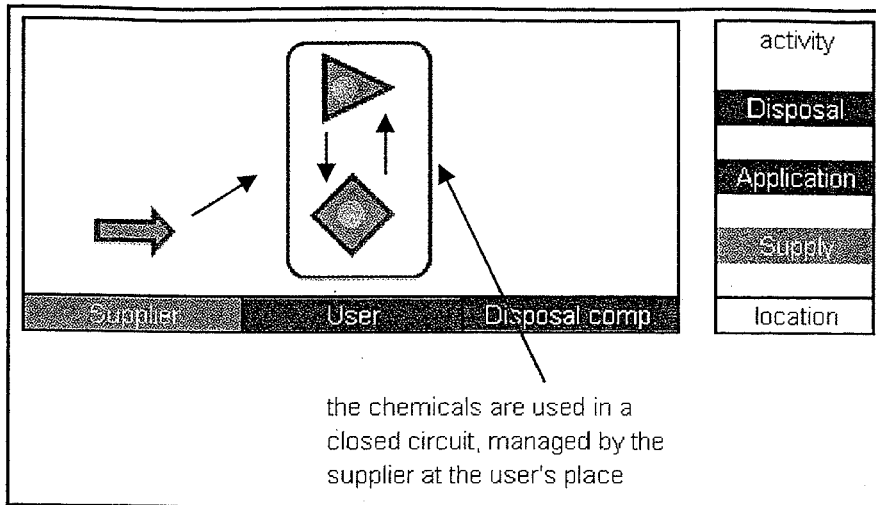 activity
Disposal
Application
Supply
Supplier
User
Disposal comp
location
the chemicals are used in a
closed circuit, managed by the
supplier at the user's place